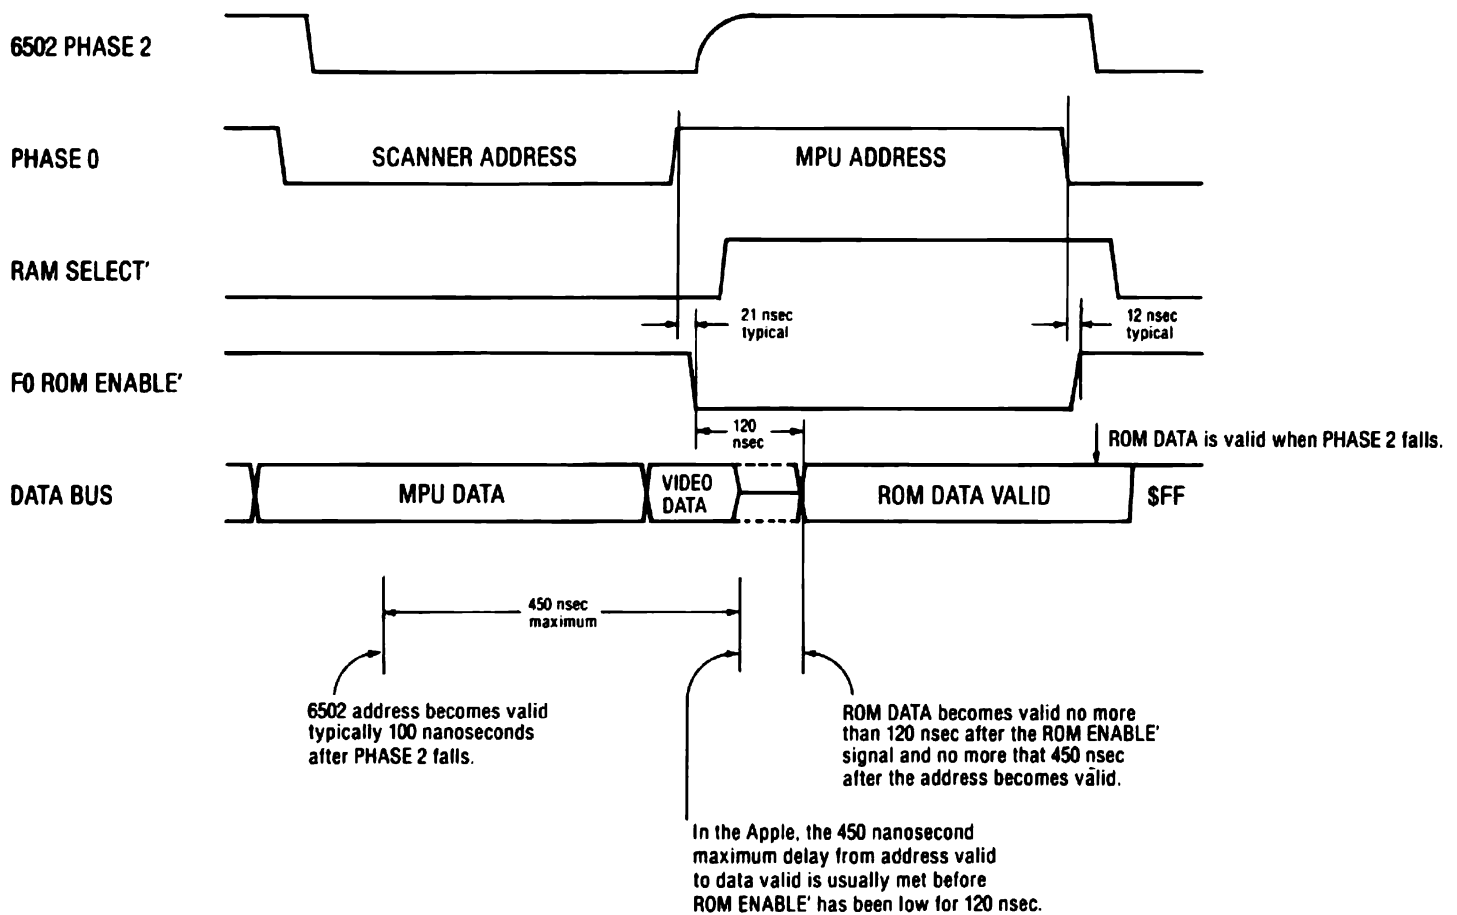 6502 PHASE 2
PHASE 0
SCANNER ADDRESS
MPU ADDRESS
RAM SELECT'
21 nsec
typical
12 nsec
typical
F0 ROM ENABLE'
120
nsec
ROM DATA is valid when PHASE 2 falls.
DATA BUS
MPU DATA
VIDEO
DATA
ROM DATA VALID
$FF
450 nsec
maximum
6502 address becomes valid
typically 100 nanoseconds
after PHASE 2 falls.
ROM DATA becomes valid no more
than 120 nsec after the ROM ENABLE'
signal and no more that 450 nsec
after the address becomes valid.
In the Apple, the 450 nanosecond
maximum delay from address valid
to data valid is usually met before
ROM ENABLE' has been low for 120 nsec.